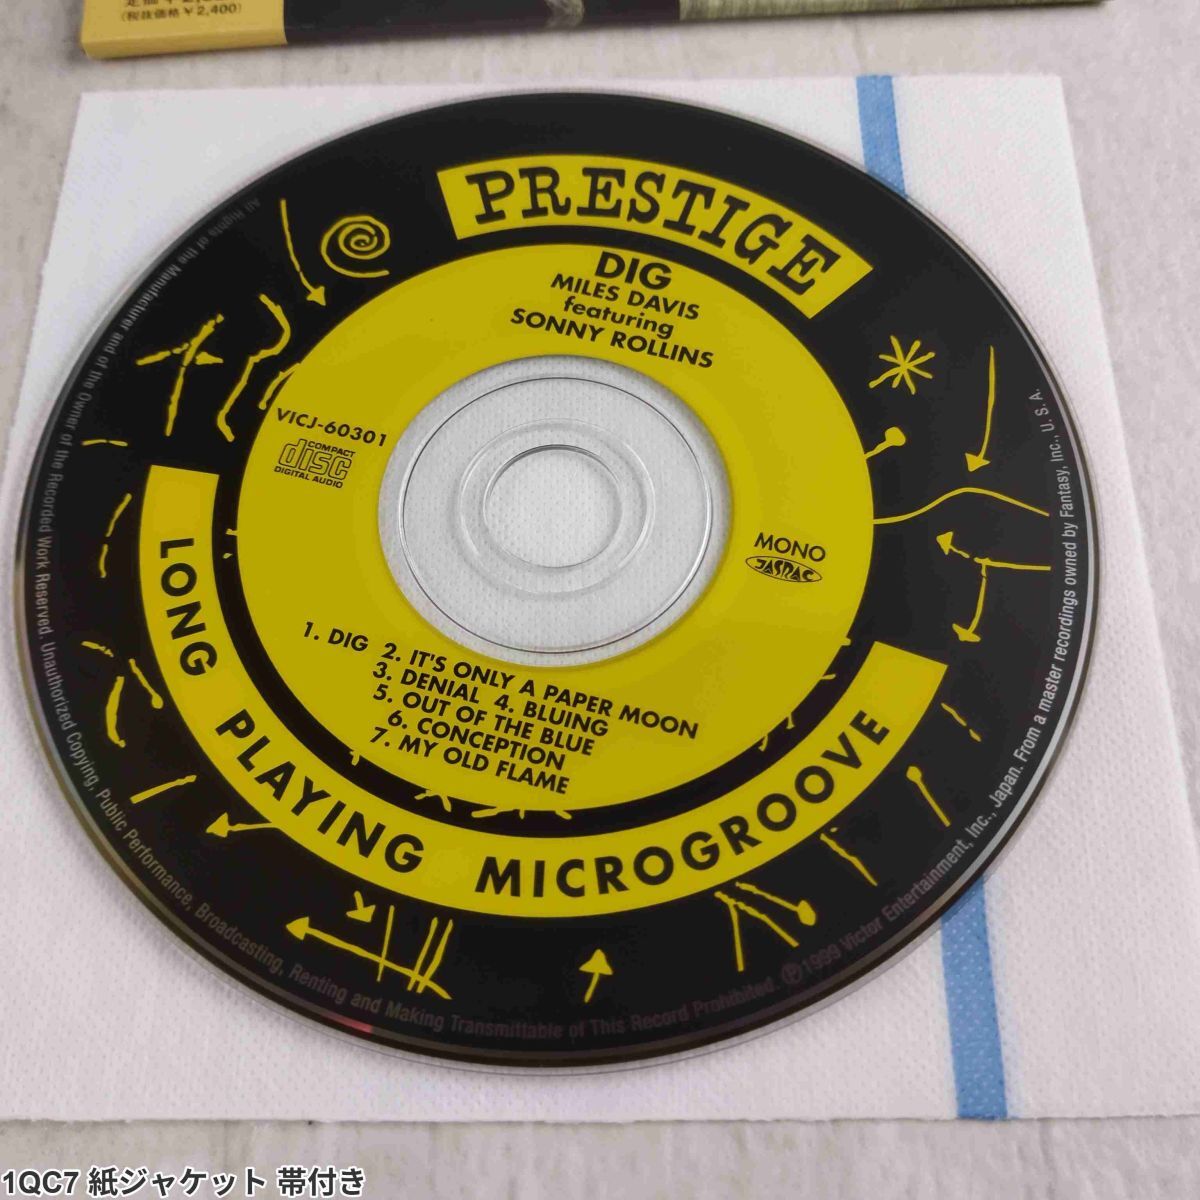 (税抜価格￥2,400)
PRESTIGE
DIG
MILES DAVIS
featuring
SONNY ROLLINS
VICJ-60301
COMPACT
disc
DIGITAL AUDIO
MONO
JASRAC
1. DIG 2. IT'S ONLY A PAPER MOON
3. DENIAL 4. BLUING
5. OUT OF THE BLUE
6. CONCEPTION
7. MY OLD FLAME
LONG PLAYING MICROGROOVE
All Rights of the Manufacturer and of the Owner of the Recorded Work Reserved. Unauthorized Copying, Public Performance, Broadcasting, Renting and Making Transmittable of This Record Prohibited. ℗1999 Victor Entertainment, Inc., Japan. From a master recordings owned by Fantasy, Inc., U.S.A.
1QC7 紙ジャケット 帯付き